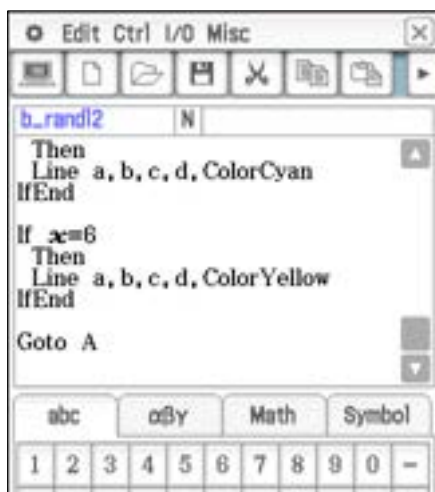 Edit Ctrl I/O Misc
b_rand12 N
Then
Line a,b,c,d,ColorCyan
IfEnd
If x=6
Then
Line a,b,c,d,ColorYellow
IfEnd
Goto A
abc αβγ Math Symbol
1 2 3 4 5 6 7 8 9 0 −